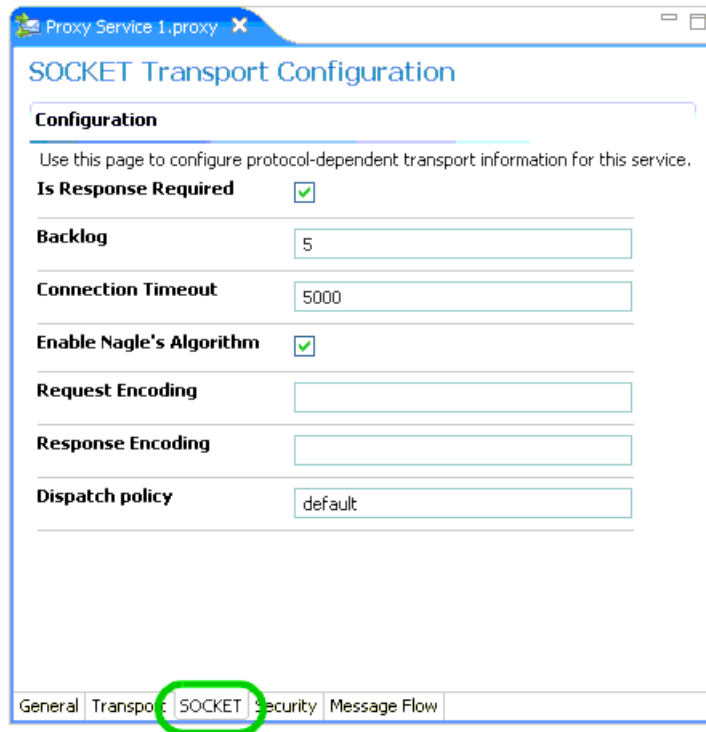 Proxy Service 1.proxy
SOCKET Transport Configuration
Configuration
Use this page to configure protocol-dependent transport information for this service.
Is Response Required
Backlog 5
Connection Timeout 5000
Enable Nagle's Algorithm
Request Encoding
Response Encoding
Dispatch policy default
General Transport SOCKET Security Message Flow